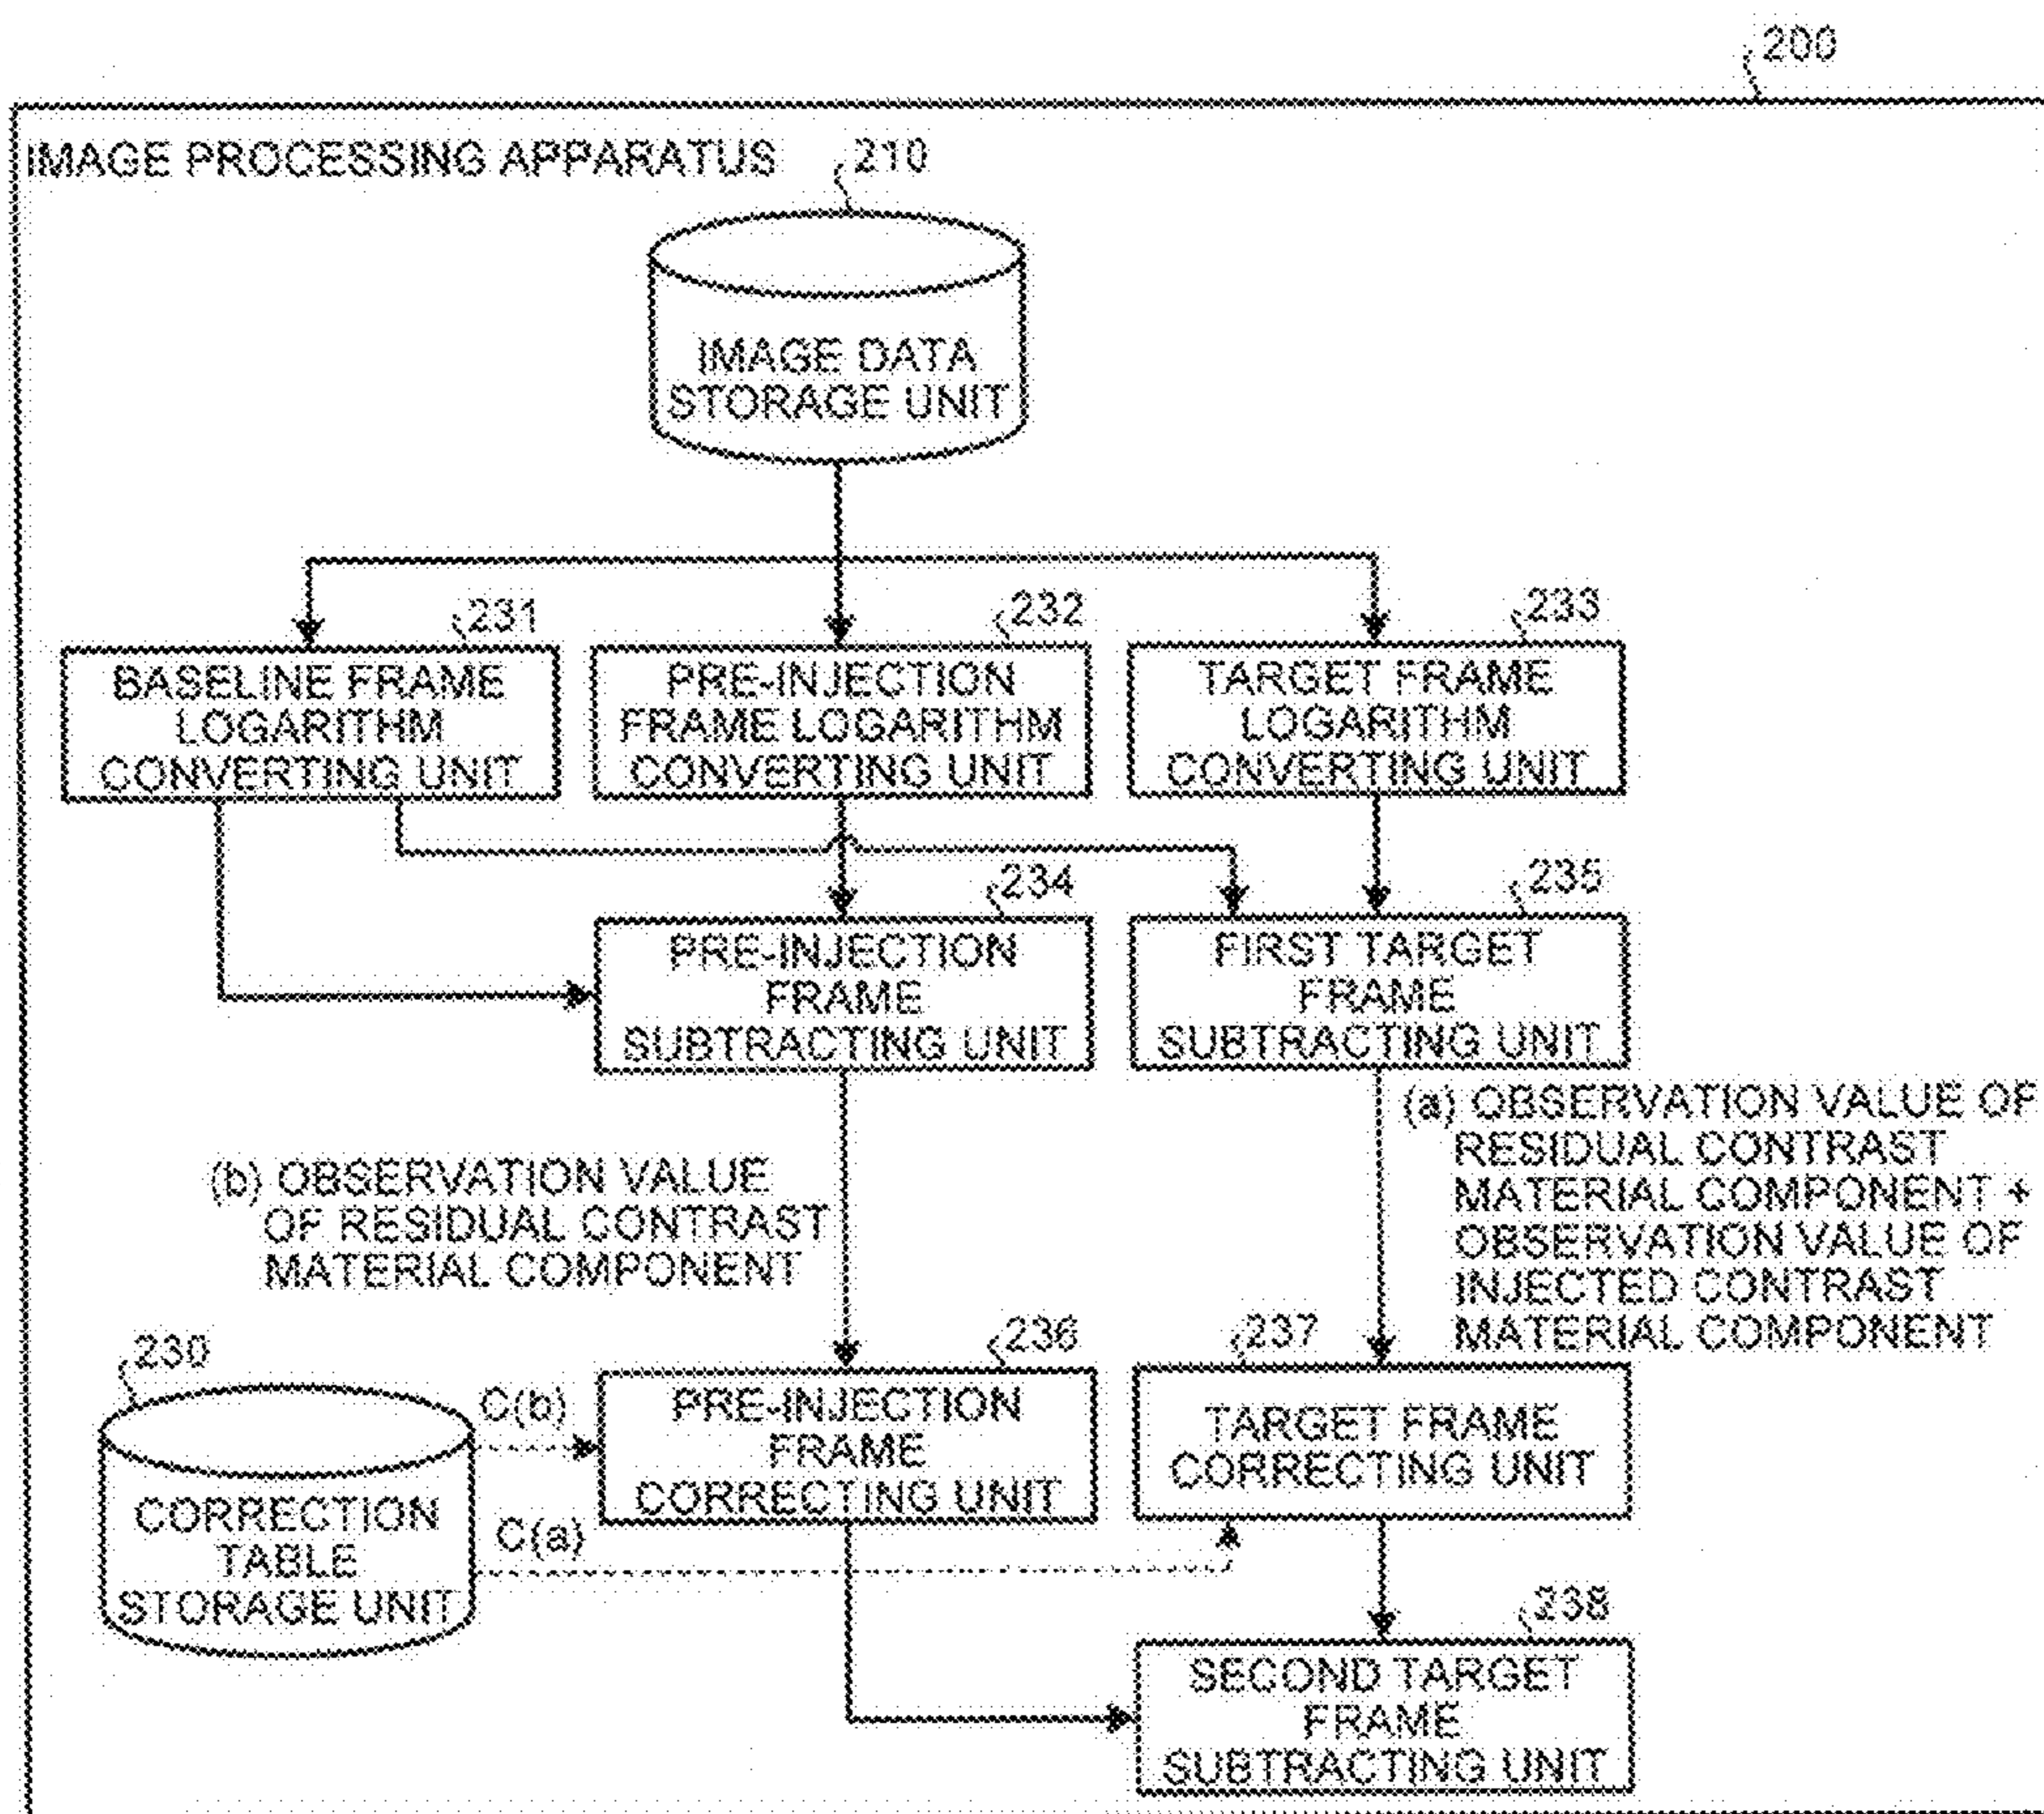 200
IMAGE PROCESSING APPARATUS
210
IMAGE DATA
STORAGE UNIT
231
BASELINE FRAME
LOGARITHM
CONVERTING UNIT
232
PRE-INJECTION
FRAME LOGARITHM
CONVERTING UNIT
233
TARGET FRAME
LOGARITHM
CONVERTING UNIT
234
PRE-INJECTION
FRAME
SUBTRACTING UNIT
235
FIRST TARGET
FRAME
SUBTRACTING UNIT
(a) OBSERVATION VALUE OF
RESIDUAL CONTRAST
MATERIAL COMPONENT +
OBSERVATION VALUE OF
INJECTED CONTRAST
MATERIAL COMPONENT
(b) OBSERVATION VALUE
OF RESIDUAL CONTRAST
MATERIAL COMPONENT
230
CORRECTION
TABLE
STORAGE UNIT
C(b)
C(a)
236
PRE-INJECTION
FRAME
CORRECTING UNIT
237
TARGET FRAME
CORRECTING UNIT
238
SECOND TARGET
FRAME
SUBTRACTING UNIT